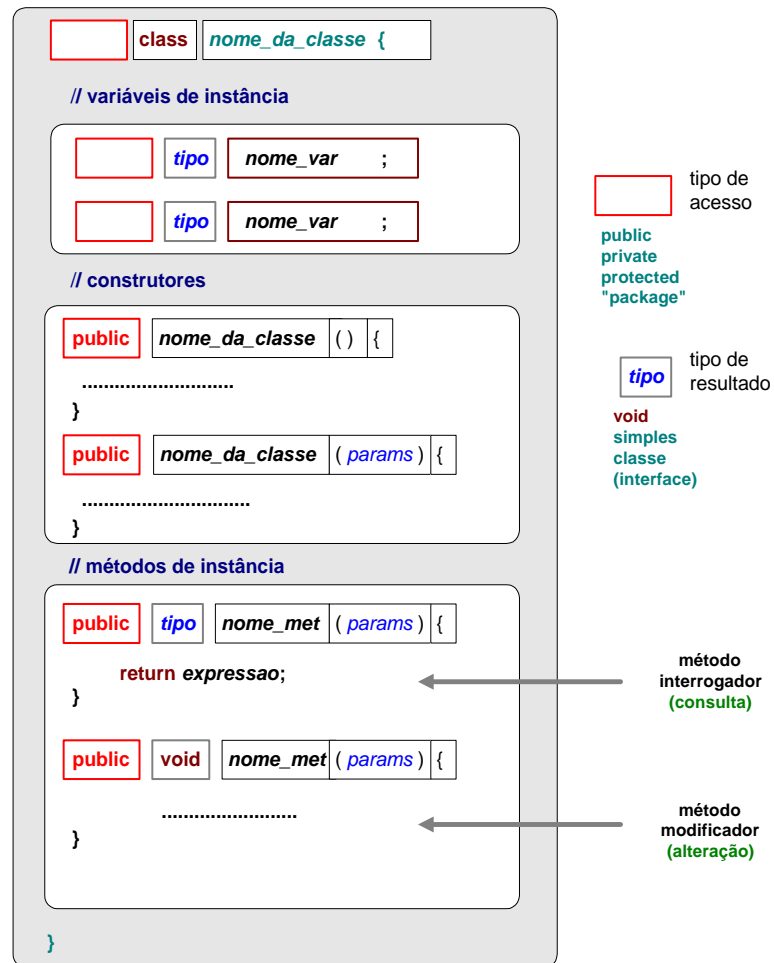 class nome_da_classe {
// variáveis de instância
tipo nome_var ;
tipo nome_var ;
// construtores
public nome_da_classe ( ) {
............................
}
public nome_da_classe ( params ) {
...............................
}
// métodos de instância
public tipo nome_met ( params ) {
return expressao;
}
public void nome_met ( params ) {
.........................
}
}
tipo de
acesso
public
private
protected
"package"
tipo
tipo de
resultado
void
simples
classe
(interface)
método
interrogador
(consulta)
método
modificador
(alteração)